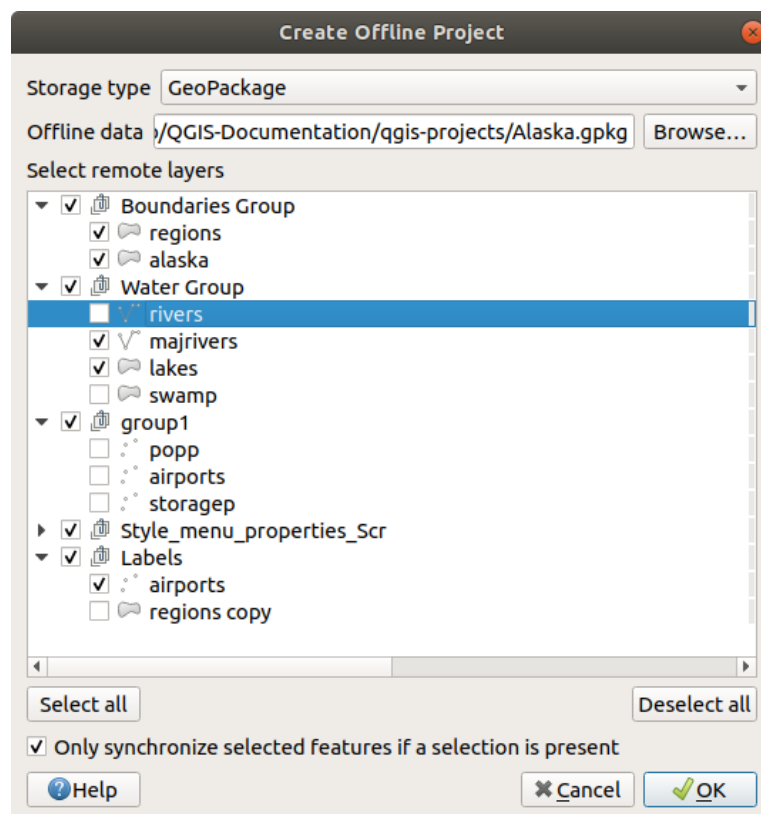 Create Offline Project
Storage type GeoPackage
Offline data /QGIS-Documentation/qgis-projects/Alaska.gpkg Browse...
Select remote layers
Boundaries Group
regions
alaska
Water Group
rivers
majrivers
lakes
swamp
group1
popp
airports
storagep
Style_menu_properties_Scr
Labels
airports
regions copy
Select all Deselect all
Only synchronize selected features if a selection is present
Help Cancel OK